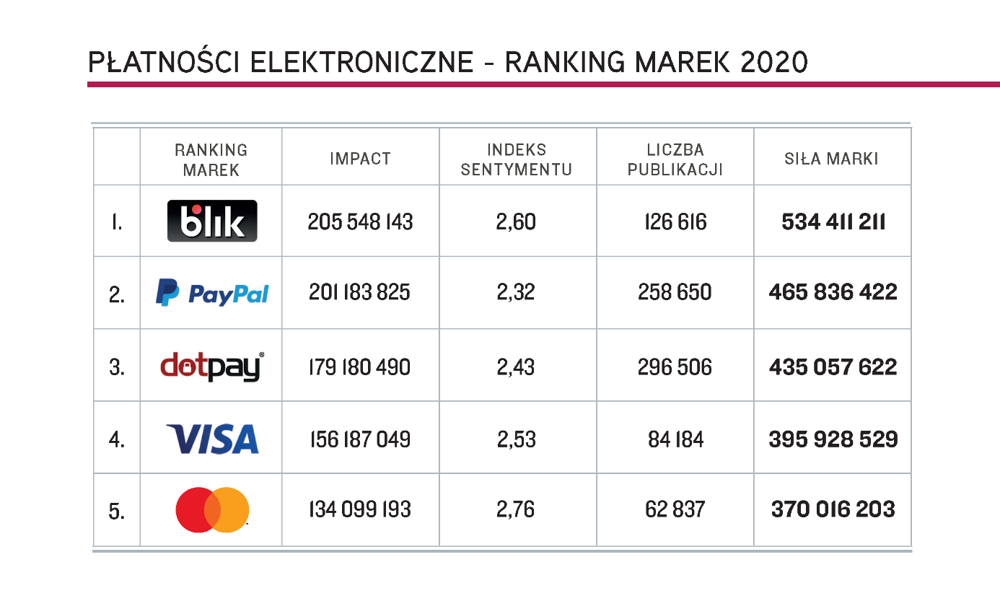 PŁATNOŚCI ELEKTRONICZNE - RANKING MAREK 2020
RANKING MAREK IMPACT INDEKS SENTYMENTU LICZBA PUBLIKACJI SIŁA MARKI
1. blik 205 548 143 2,60 126 616 534 411 211
2. PayPal 201 183 825 2,32 258 650 465 836 422
3. dotpay® 179 180 490 2,43 296 506 435 057 622
4. VISA 156 187 049 2,53 84 184 395 928 529
5. 134 099 193 2,76 62 837 370 016 203